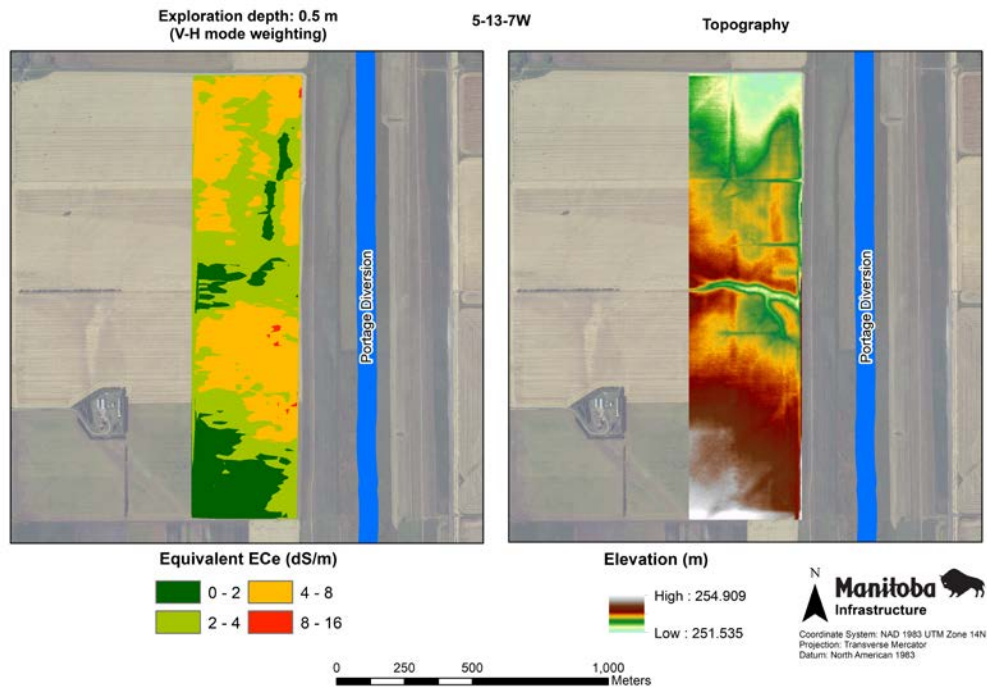 Exploration depth: 0.5 m
(V-H mode weighting)
5-13-7W
Topography
Portage Diversion
Portage Diversion
Equivalent ECe (dS/m)
0 - 2
4 - 8
2 - 4
8 - 16
Elevation (m)
High : 254.909
Low : 251.535
N
Manitoba
Infrastructure
Coordinate System: NAD 1983 UTM Zone 14N
Projection: Transverse Mercator
Datum: North American 1983
0 250 500 1,000
Meters